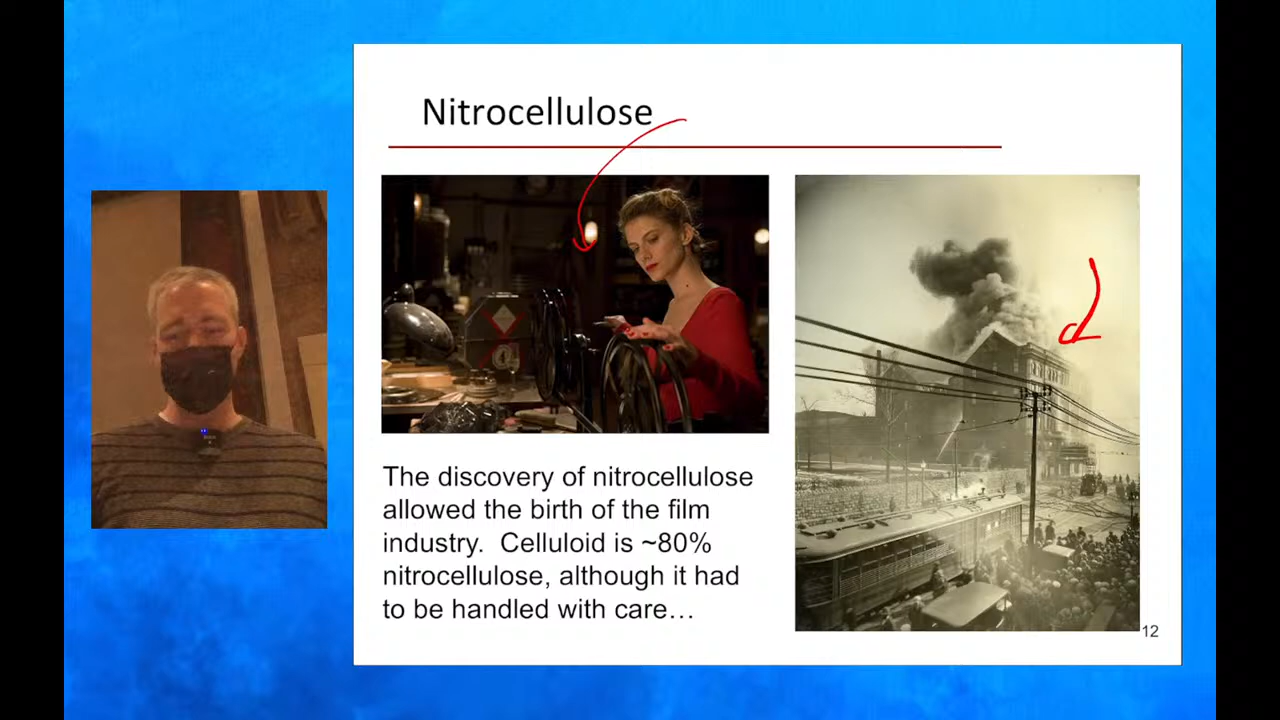 Nitrocellulose
The discovery of nitrocellulose
allowed the birth of the film
industry.  Celluloid is ~80%
nitrocellulose, although it had
to be handled with care…
12